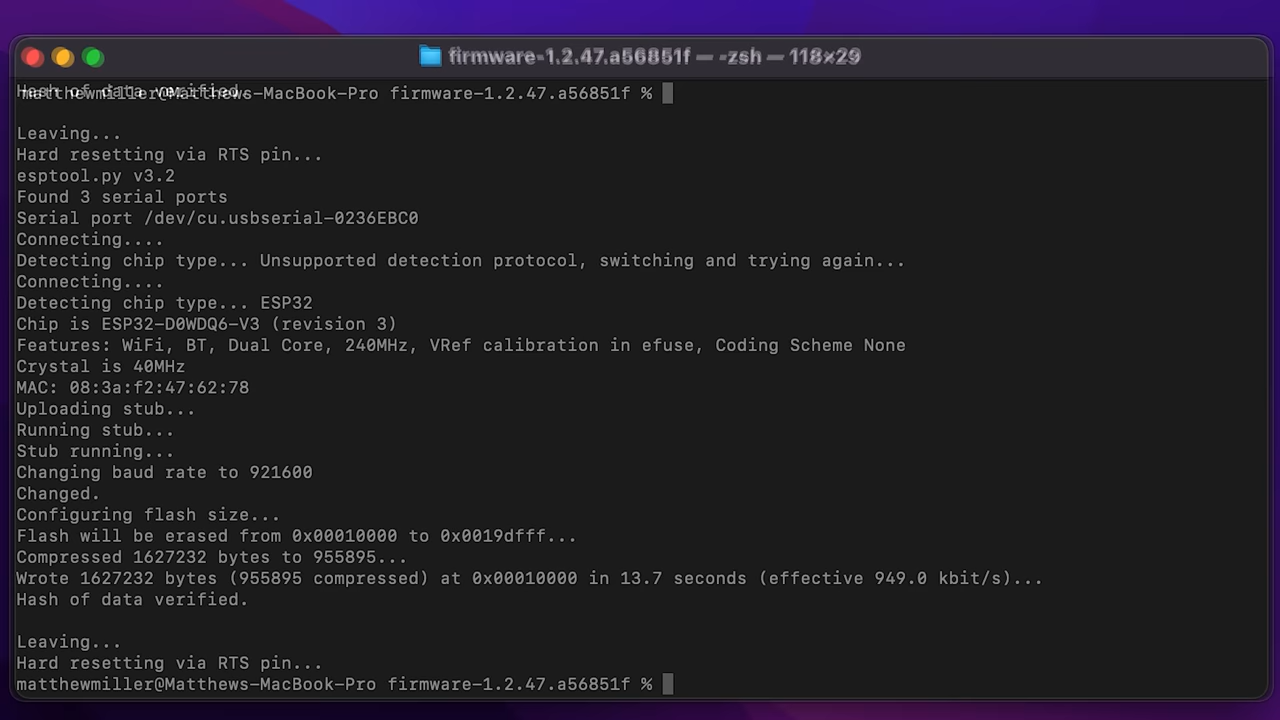 firmware-1.2.47.a56851f — -zsh — 118×29
Hash of data verified.
matthewmiller@Matthews-MacBook-Pro firmware-1.2.47.a56851f %
Leaving...
Hard resetting via RTS pin...
esptool.py v3.2
Found 3 serial ports
Serial port /dev/cu.usbserial-0236EBC0
Connecting....
Detecting chip type... Unsupported detection protocol, switching and trying again...
Connecting....
Detecting chip type... ESP32
Chip is ESP32-D0WDQ6-V3 (revision 3)
Features: WiFi, BT, Dual Core, 240MHz, VRef calibration in efuse, Coding Scheme None
Crystal is 40MHz
MAC: 08:3a:f2:47:62:78
Uploading stub...
Running stub...
Stub running...
Changing baud rate to 921600
Changed.
Configuring flash size...
Flash will be erased from 0x00010000 to 0x0019dfff...
Compressed 1627232 bytes to 955895...
Wrote 1627232 bytes (955895 compressed) at 0x00010000 in 13.7 seconds (effective 949.0 kbit/s)...
Hash of data verified.
Leaving...
Hard resetting via RTS pin...
matthewmiller@Matthews-MacBook-Pro firmware-1.2.47.a56851f %